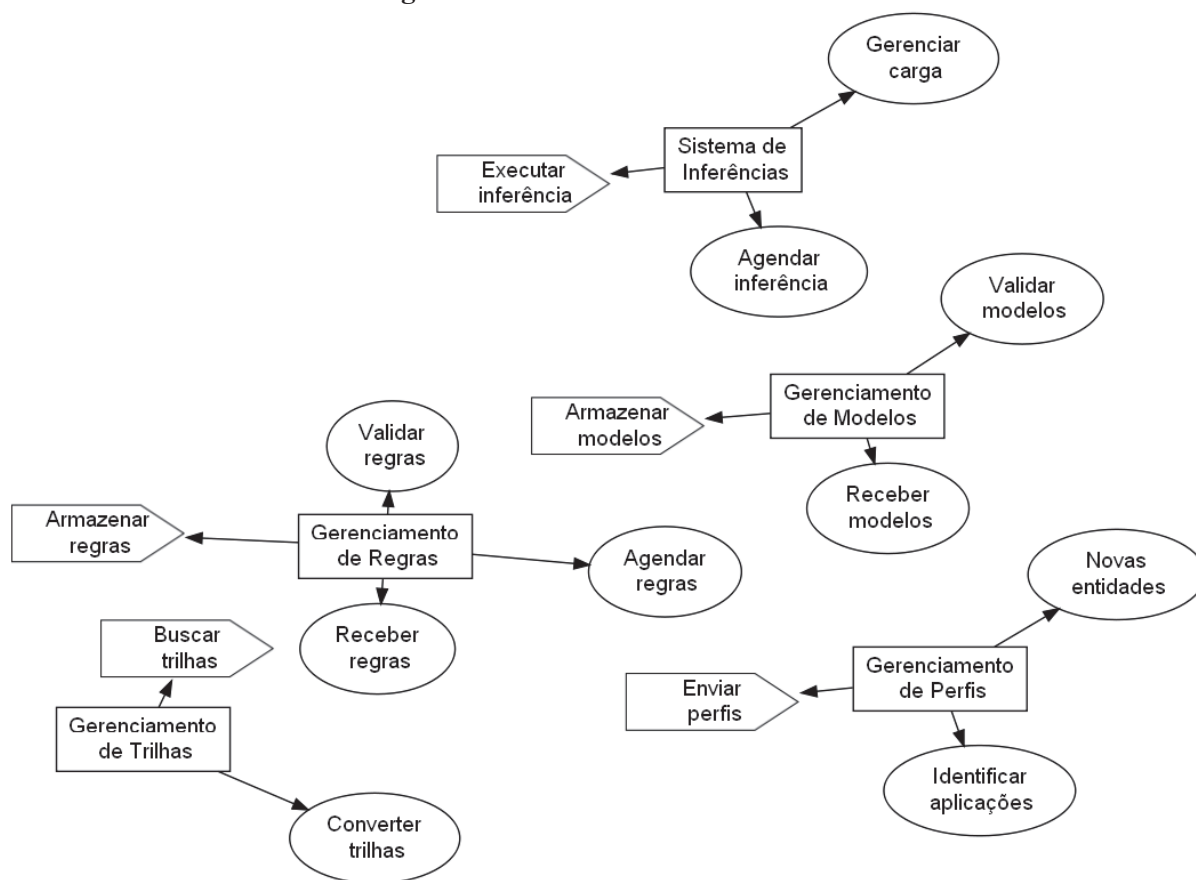 Gerenciar
carga
Sistema de
Inferências
Executar
inferência
Agendar
inferência
Validar
modelos
Gerenciamento
de Modelos
Armazenar
modelos
Receber
modelos
Validar
regras
Armazenar
regras
Gerenciamento
de Regras
Agendar
regras
Receber
regras
Novas
entidades
Gerenciamento
de Perfis
Enviar
perfis
Identificar
aplicações
Buscar
trilhas
Gerenciamento
de Trilhas
Converter
trilhas